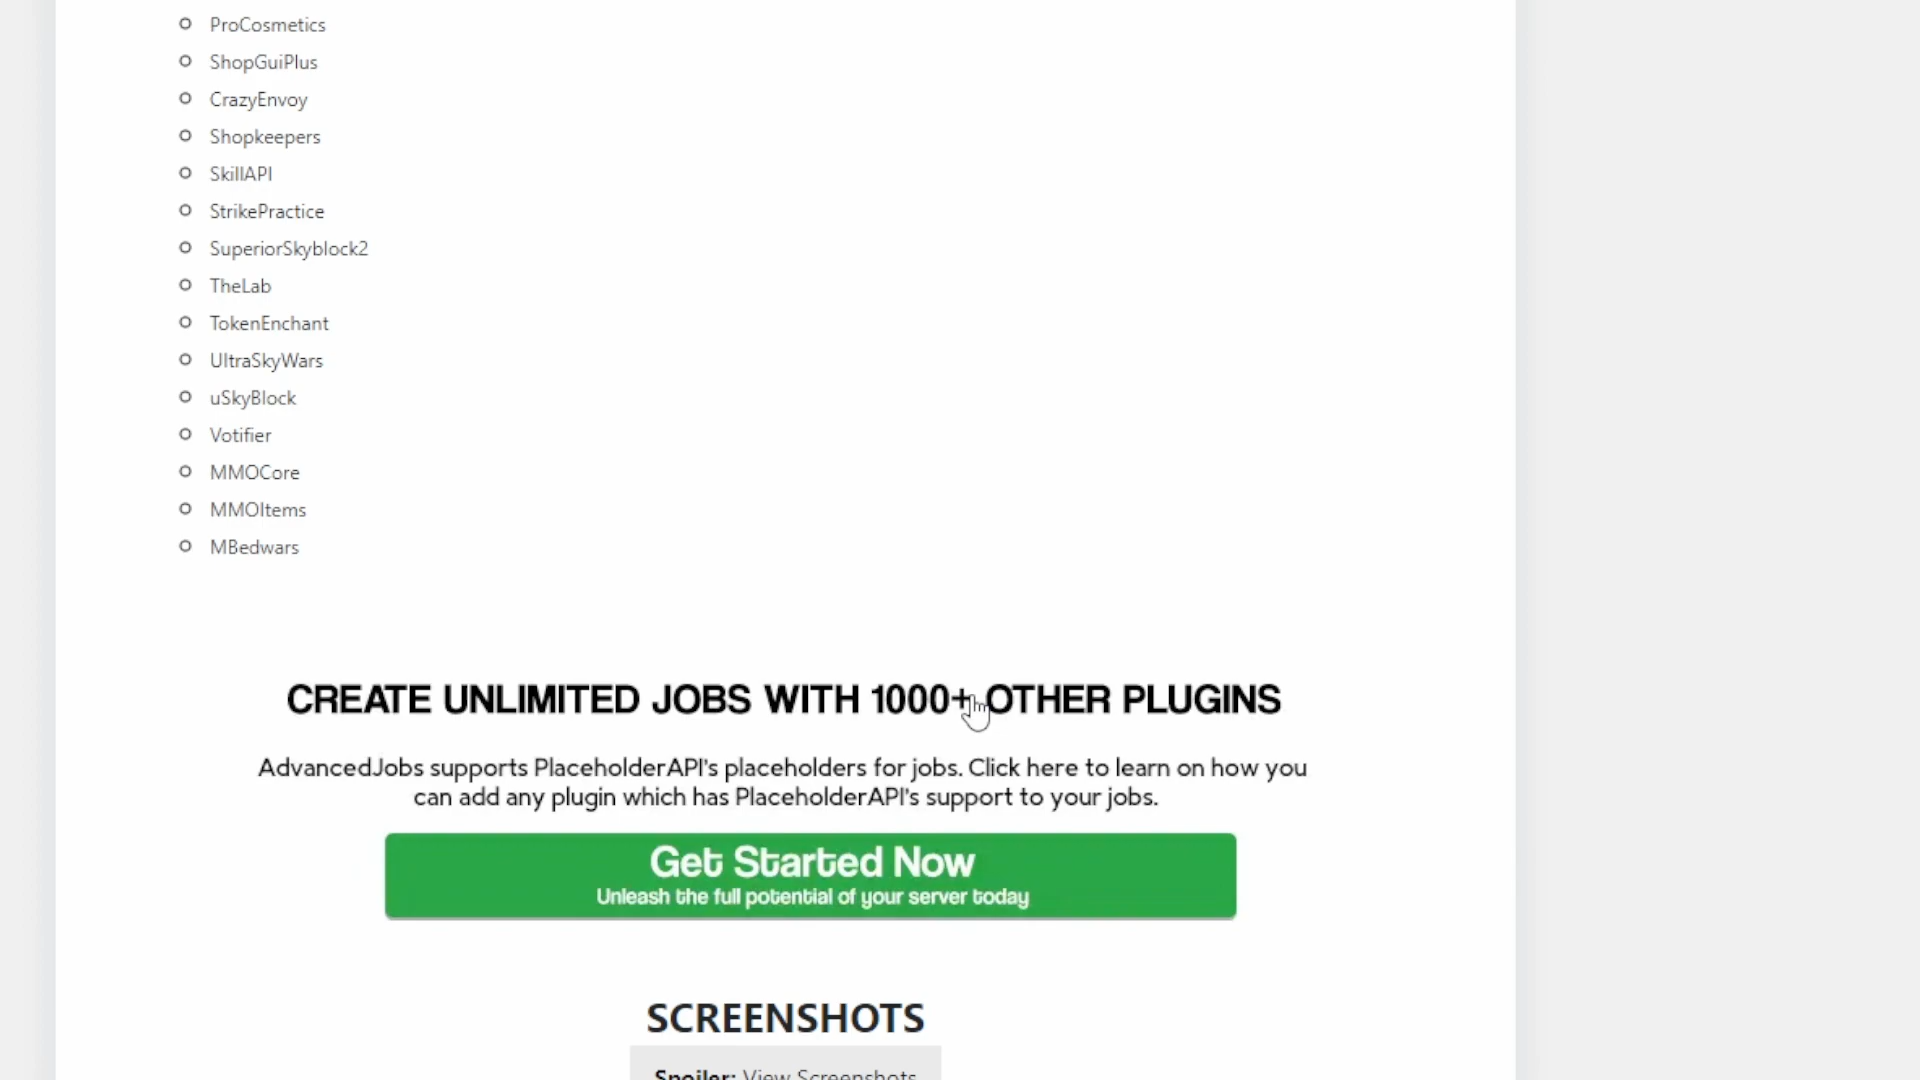 ProCosmetics
ShopGuiPlus
CrazyEnvoy
Shopkeepers
SkillAPI
StrikePractice
SuperiorSkyblock2
TheLab
TokenEnchant
UltraSkyWars
uSkyBlock
Votifier
MMOCore
MMOItems
MBedwars
CREATE UNLIMITED JOBS WITH 1000+ OTHER PLUGINS
AdvancedJobs supports PlaceholderAPI's placeholders for jobs. Click here to learn on how you
can add any plugin which has PlaceholderAPI's support to your jobs.
Get Started Now
Unleash the full potential of your server today
SCREENSHOTS
Spoiler: View Screenshots